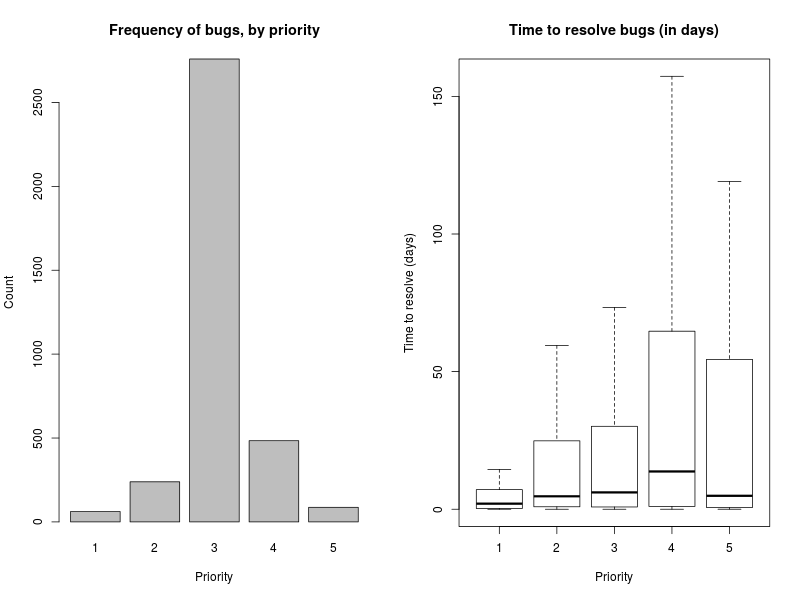 Frequency of bugs, by priority
Count
2500
2000
1500
1000
500
0
1 2 3 4 5
Priority
Time to resolve bugs (in days)
Time to resolve (days)
150
100
50
0
1 2 3 4 5
Priority